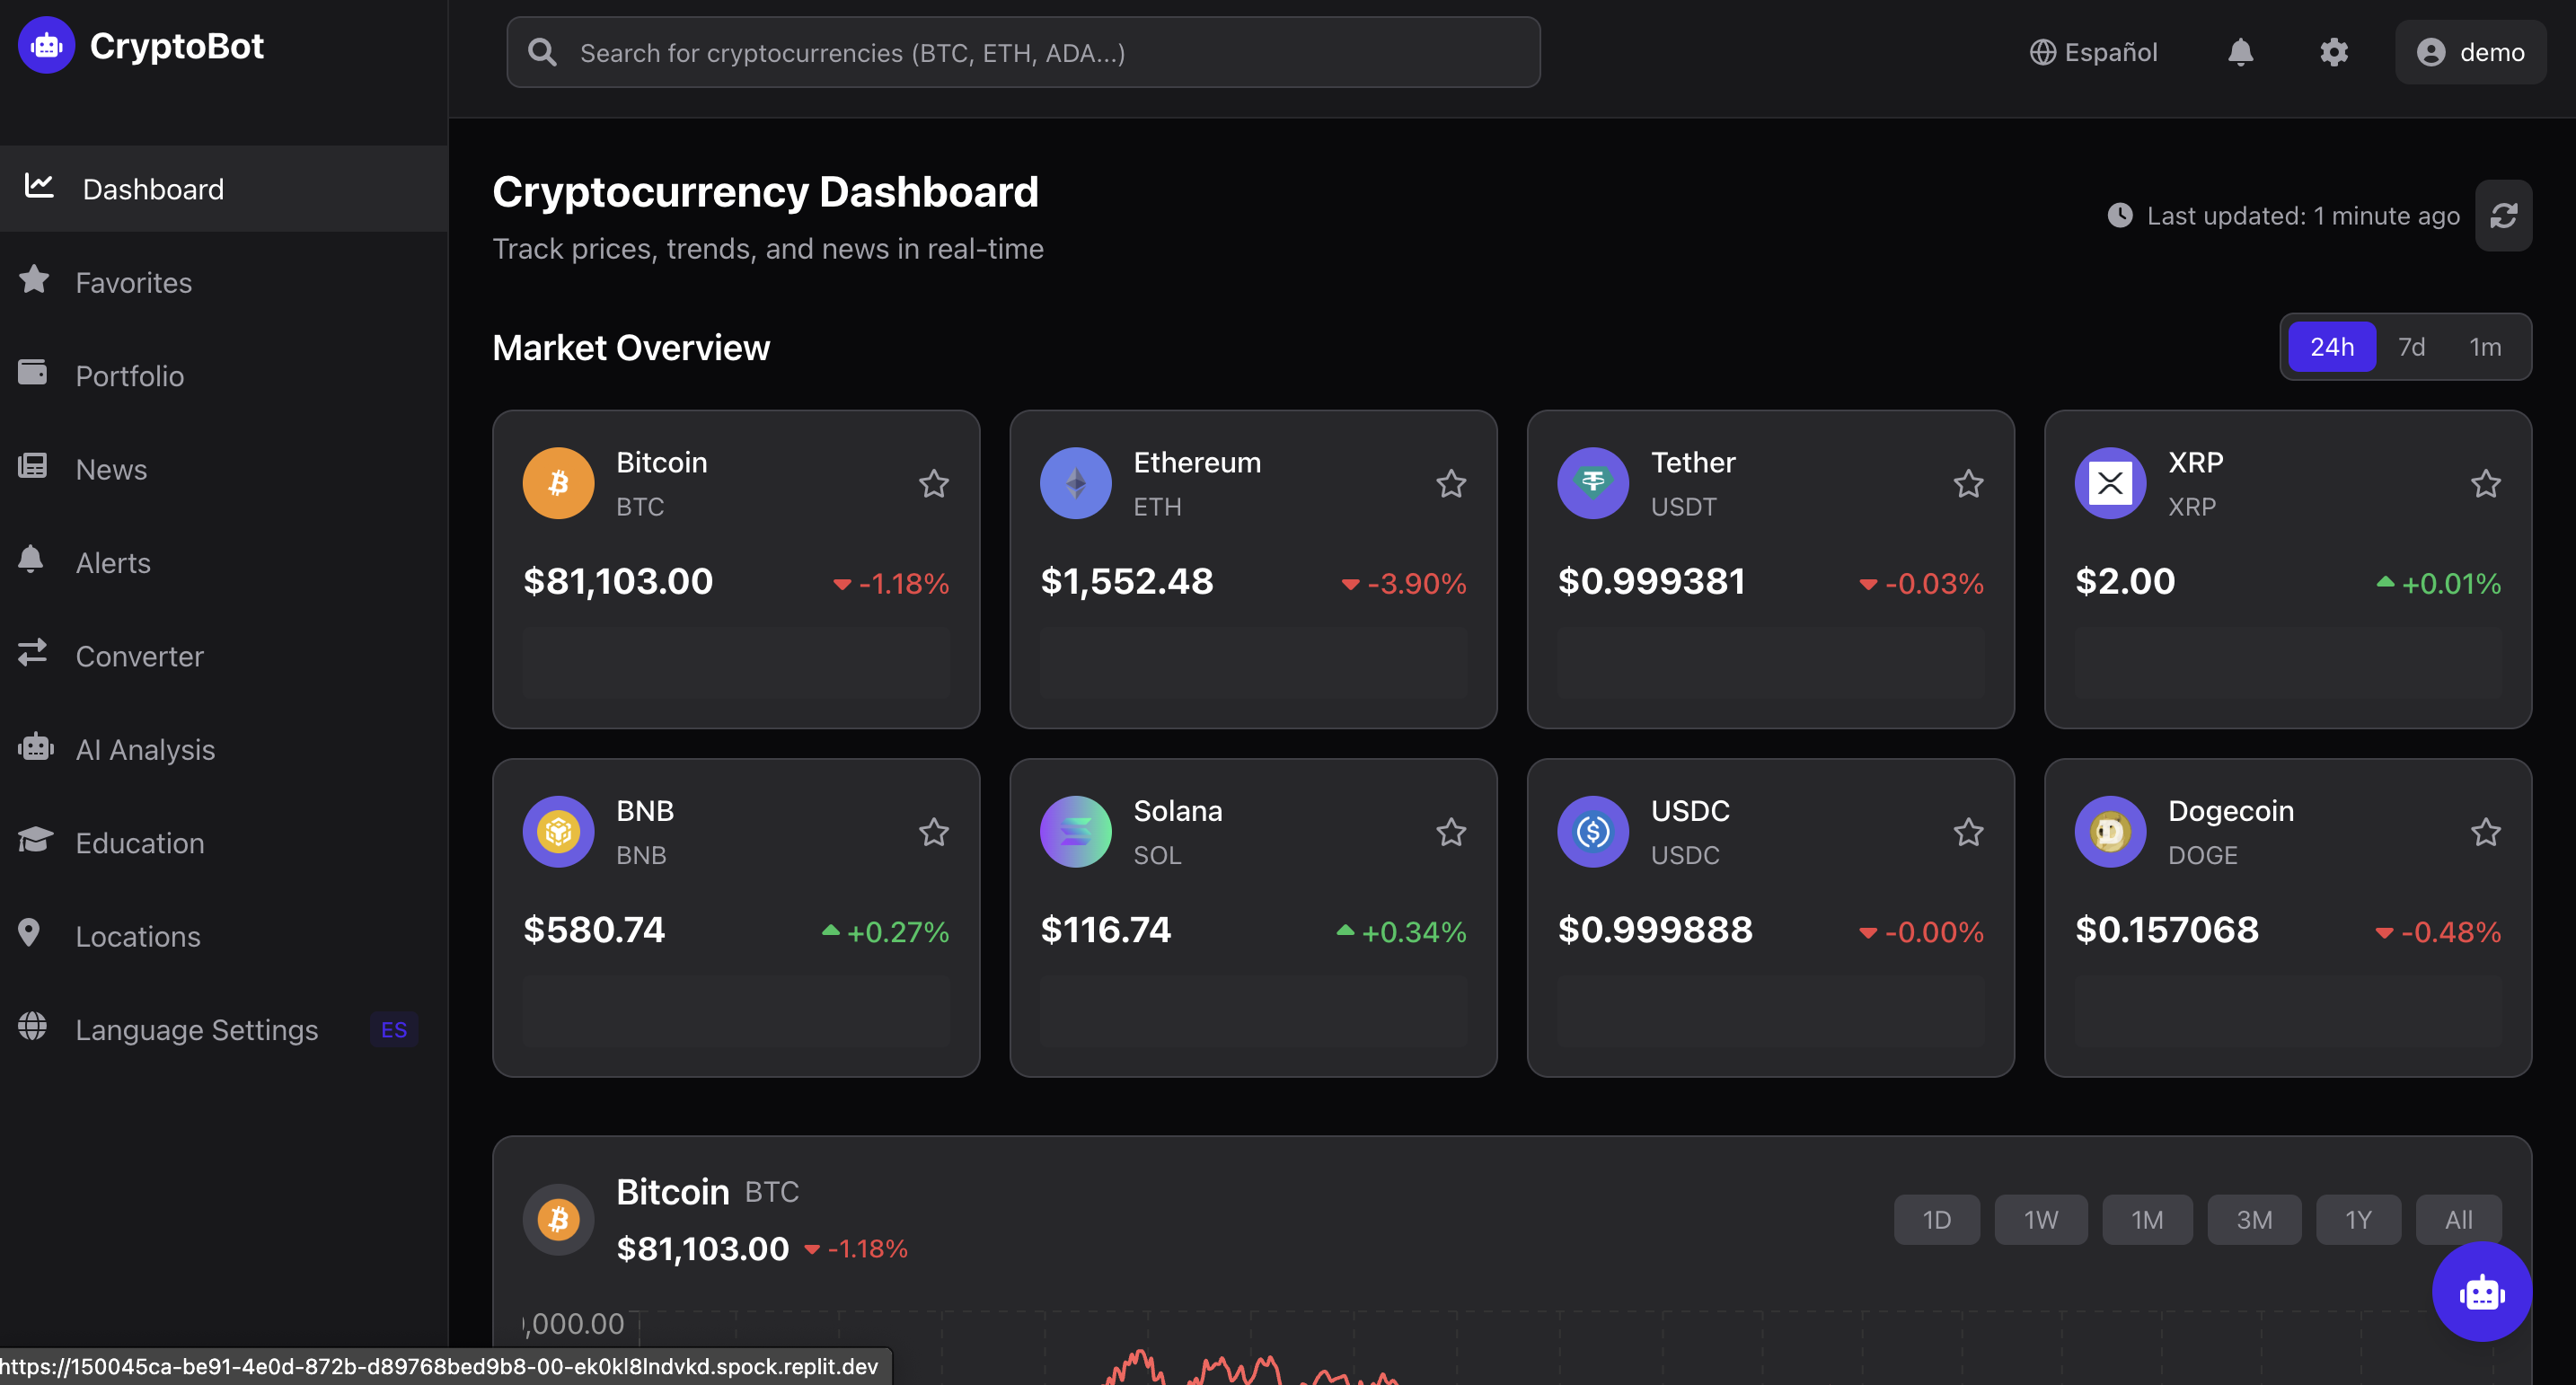 CryptoBot
Search for cryptocurrencies (BTC, ETH, ADA...)
Español
demo
Dashboard
Favorites
Portfolio
News
Alerts
Converter
AI Analysis
Education
Locations
Language Settings ES
Cryptocurrency Dashboard
Track prices, trends, and news in real-time
Last updated: 1 minute ago
Market Overview
24h 7d 1m
Bitcoin
BTC
$81,103.00 -1.18%
Ethereum
ETH
$1,552.48 -3.90%
Tether
USDT
$0.999381 -0.03%
XRP
XRP
$2.00 +0.01%
BNB
BNB
$580.74 +0.27%
Solana
SOL
$116.74 +0.34%
USDC
USDC
$0.999888 -0.00%
Dogecoin
DOGE
$0.157068 -0.48%
Bitcoin BTC
$81,103.00 -1.18%
1D 1W 1M 3M 1Y All
,000.00
https://150045ca-be91-4e0d-872b-d89768bed9b8-00-ek0kl8lndvkd.spock.replit.dev